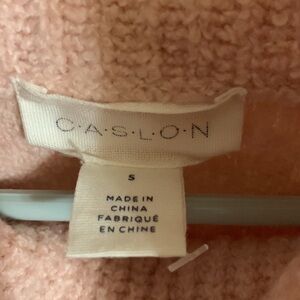 C·A·S·L·O·N
S
MADE IN
CHINA
FABRIQUÉ
EN CHINE